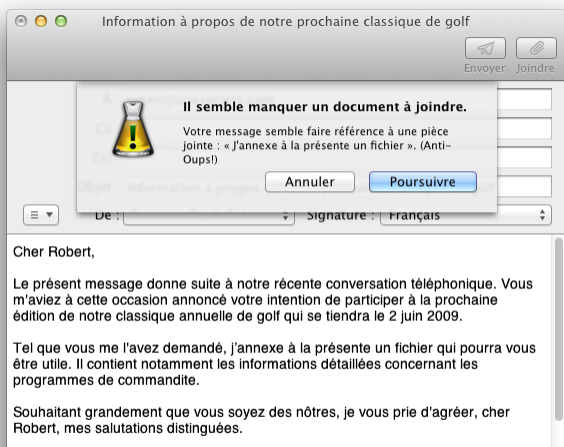 Information à propos de notre prochaine classique de golf
Envoyer Joindre
Il semble manquer un document à joindre.
Votre message semble faire référence à une pièce
jointe : « J'annexe à la présente un fichier ». (Anti-
Oups!)
Annuler Poursuivre
Objet : Information à propos
De : Signature : Français
Cher Robert,
Le présent message donne suite à notre récente conversation téléphonique. Vous
m'aviez à cette occasion annoncé votre intention de participer à la prochaine
édition de notre classique annuelle de golf qui se tiendra le 2 juin 2009.
Tel que vous me l'avez demandé, j'annexe à la présente un fichier qui pourra vous
être utile. Il contient notamment les informations détaillées concernant les
programmes de commandite.
Souhaitant grandement que vous soyez des nôtres, je vous prie d'agréer, cher
Robert, mes salutations distinguées.